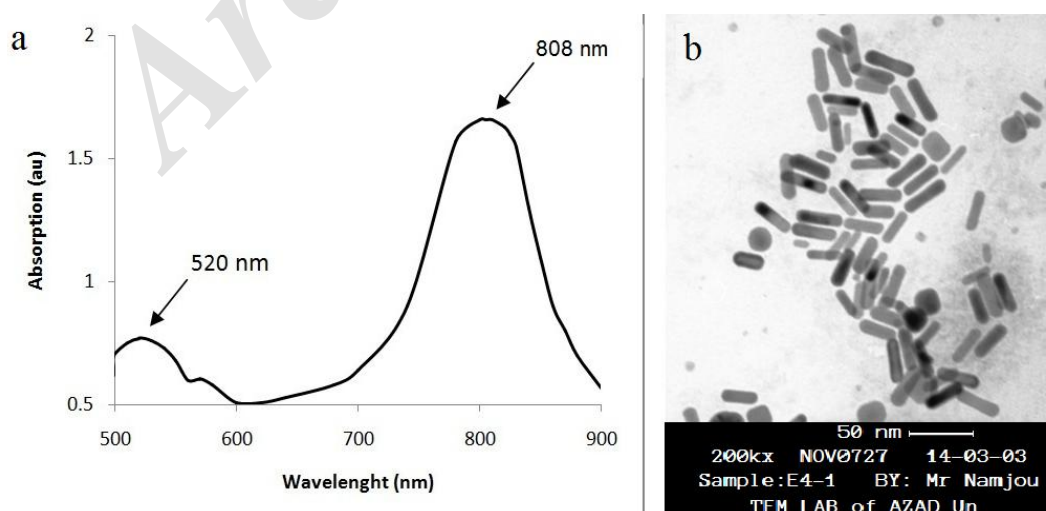 a
2
1.5
1
0.5
500
600
700
800
900
Absorption (au)
Wavelenght (nm)
520 nm
808 nm
b
50 nm
200kx NOV0727 14-03-03
Sample:E4-1 BY: Mr Namjou
TEM LAB of AZAD Un